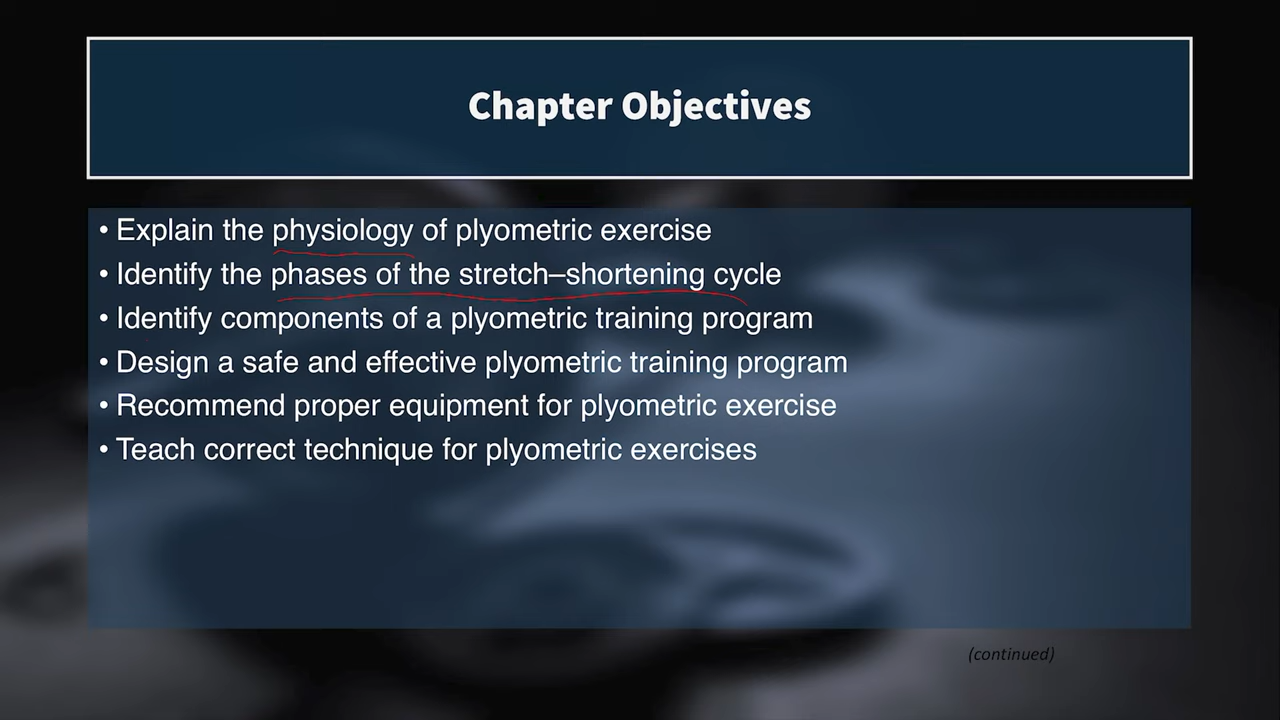 Chapter Objectives
• Explain the physiology of plyometric exercise
• Identify the phases of the stretch–shortening cycle
• Identify components of a plyometric training program
• Design a safe and effective plyometric training program
• Recommend proper equipment for plyometric exercise
• Teach correct technique for plyometric exercises
(continued)